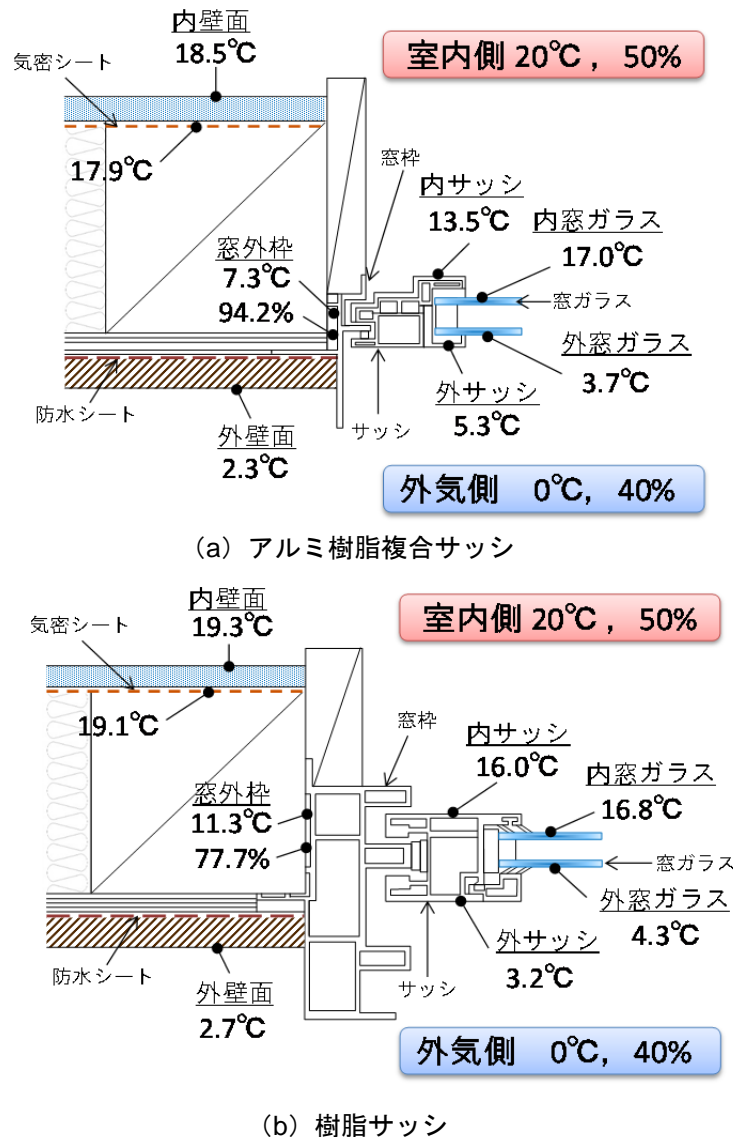 内壁面
18.5℃
気密シート
室内側 20℃， 50%
17.9℃
窓枠
内サッシ
13.5℃
内窓ガラス
17.0℃
窓外枠
7.3℃
94.2%
窓ガラス
外窓ガラス
3.7℃
防水シート
外壁面
2.3℃
サッシ
外サッシ
5.3℃
外気側 0℃， 40%
（a）アルミ樹脂複合サッシ
内壁面
19.3℃
気密シート
室内側 20℃， 50%
19.1℃
窓枠
内サッシ
16.0℃
内窓ガラス
16.8℃
窓外枠
11.3℃
77.7%
窓ガラス
外窓ガラス
4.3℃
防水シート
外壁面
2.7℃
サッシ
外サッシ
3.2℃
外気側 0℃， 40%
（b）樹脂サッシ